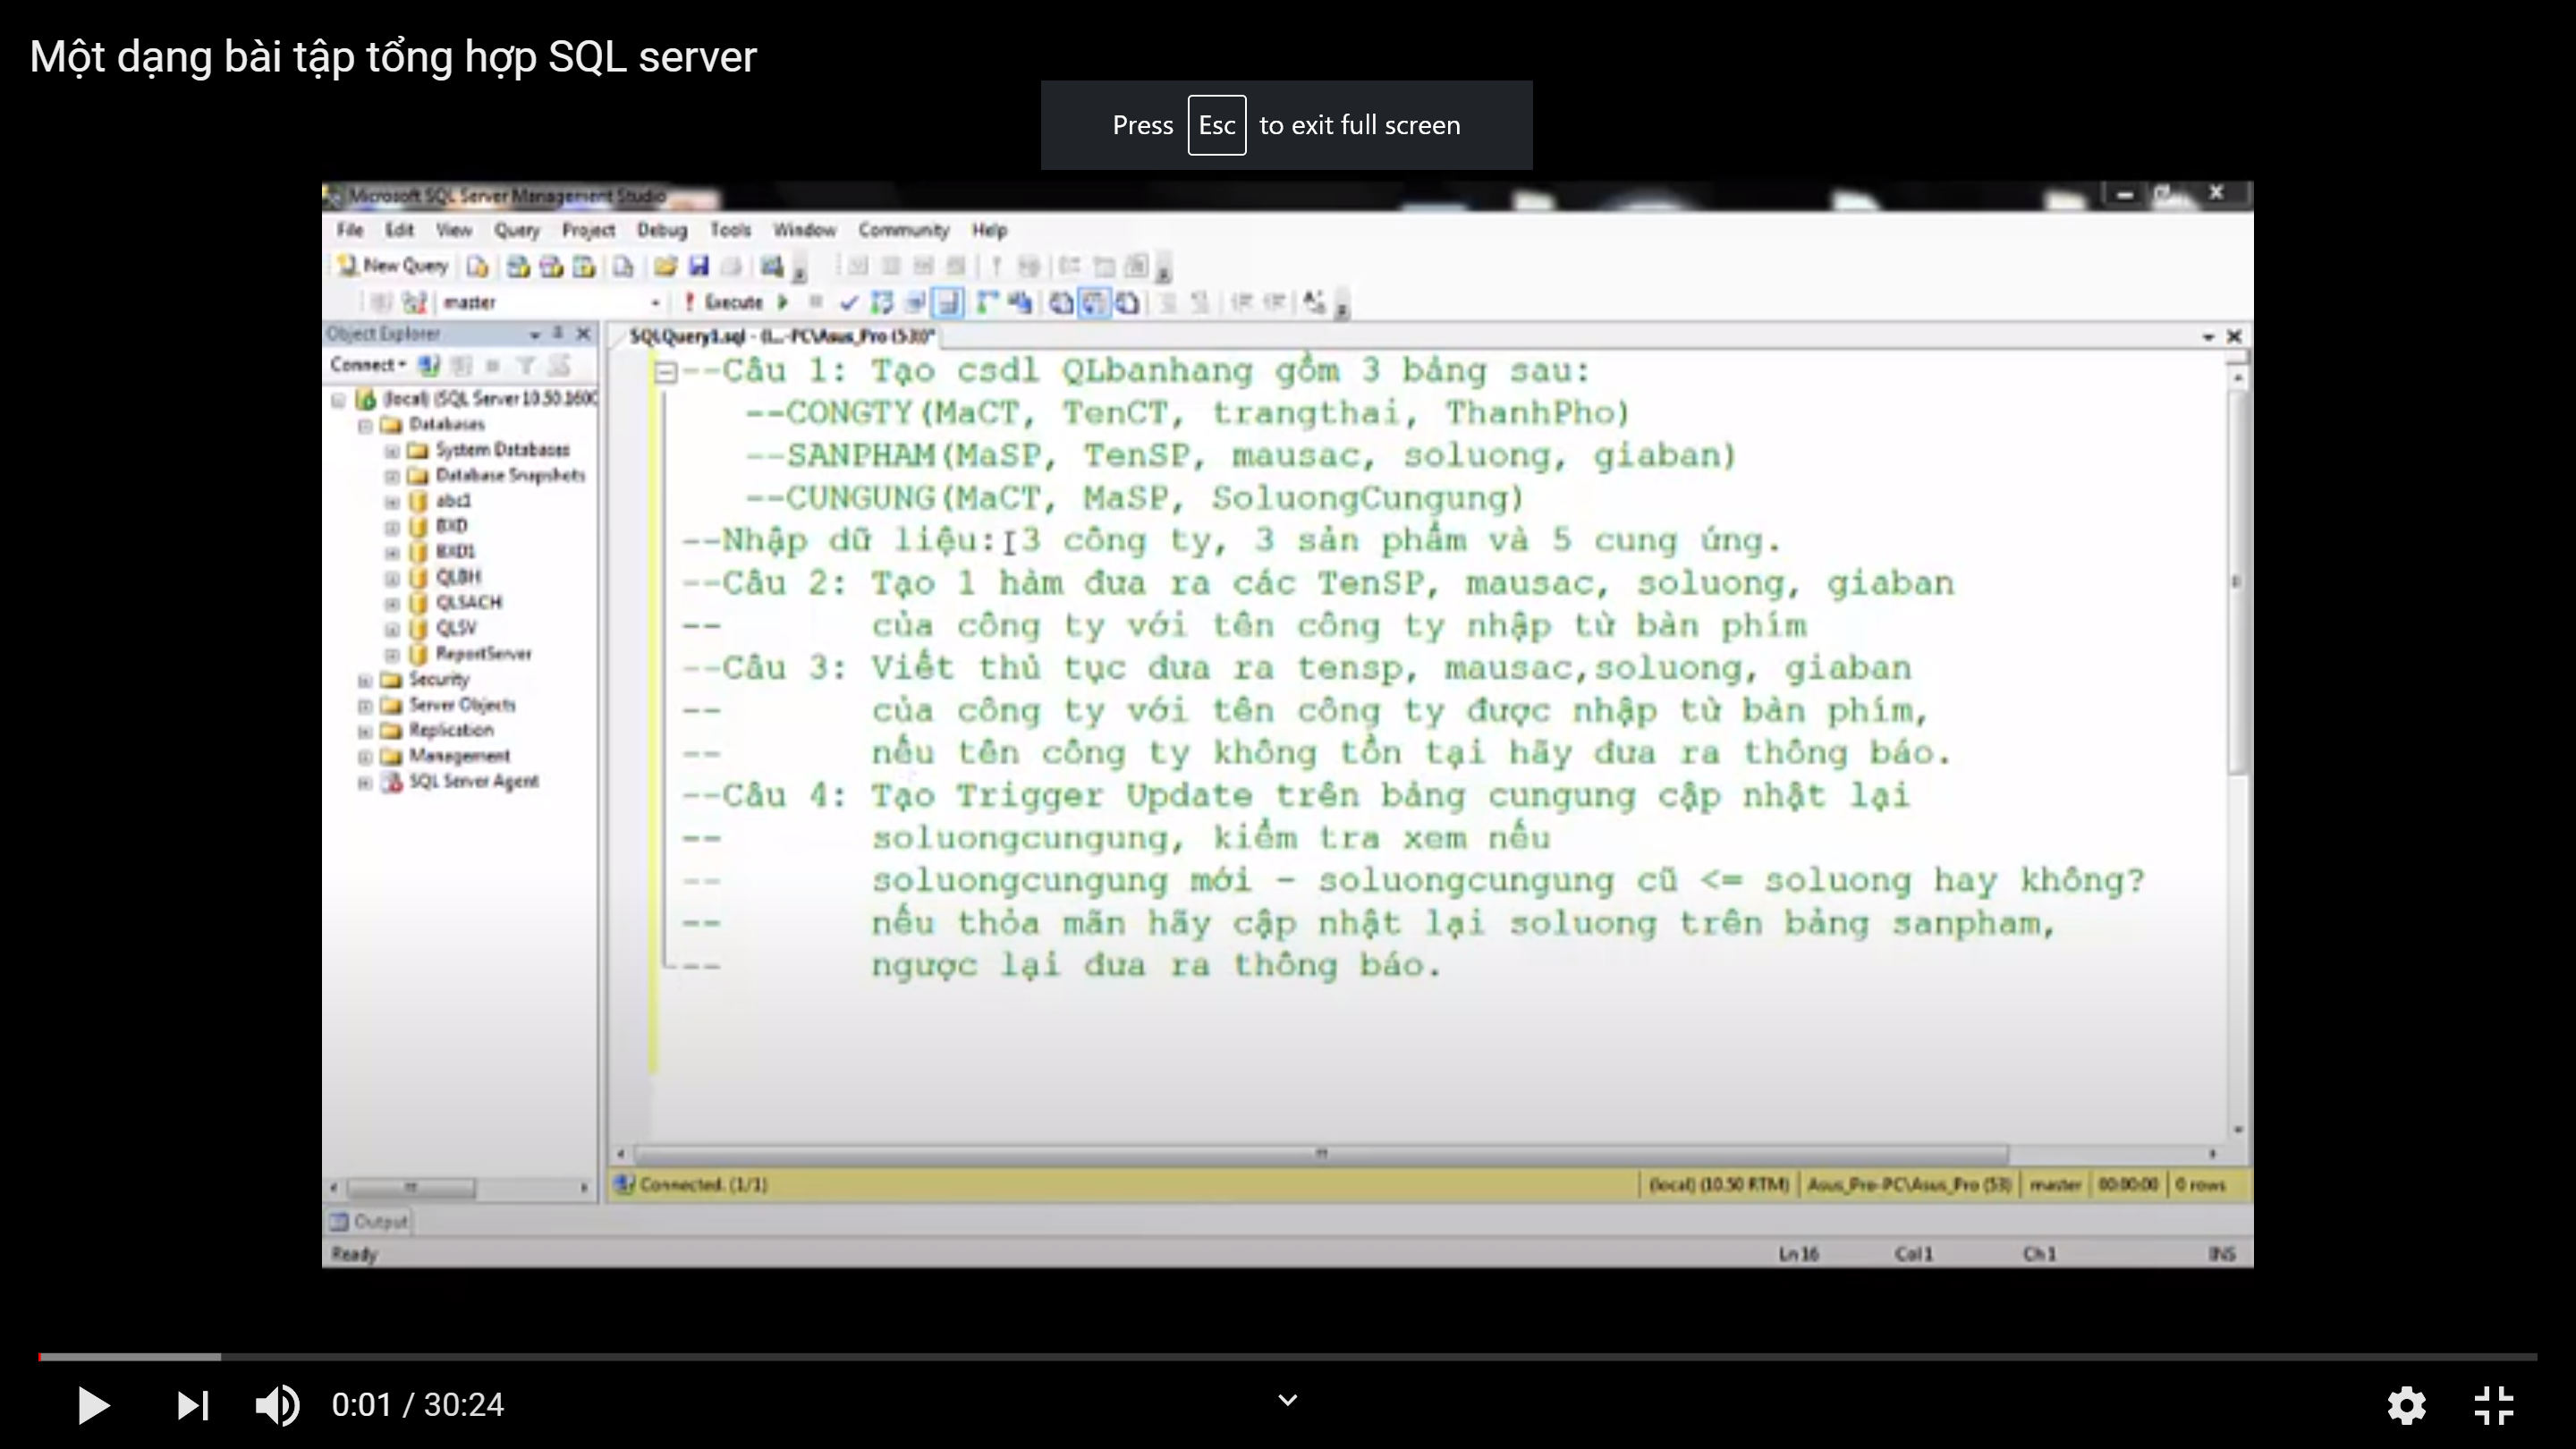 Một dạng bài tập tổng hợp SQL server
Press Esc to exit full screen
Microsoft SQL Server Management Studio
File Edit View Query Project Debug Tools Window Community Help
New Query
master Execute
Object Explorer
SQLQuery1.sql - (l...-PC\Asus_Pro (53))*
Connect
(local) (SQL Server 10.50.1600
Databases
System Databases
Database Snapshots
abc1
BXD
BXD1
QLBH
QLSACH
QLSV
ReportServer
Security
Server Objects
Replication
Management
SQL Server Agent
--Câu 1: Tạo csdl QLbanhang gồm 3 bảng sau:
--CONGTY(MaCT, TenCT, trangthai, ThanhPho)
--SANPHAM(MaSP, TenSP, mausac, soluong, giaban)
--CUNGUNG(MaCT, MaSP, SoluongCungung)
--Nhập dữ liệu: 3 công ty, 3 sản phẩm và 5 cung ứng.
--Câu 2: Tạo 1 hàm đưa ra các TenSP, mausac, soluong, giaban
-- của công ty với tên công ty nhập từ bàn phím
--Câu 3: Viết thủ tục đưa ra tensp, mausac,soluong, giaban
-- của công ty với tên công ty được nhập từ bàn phím,
-- nếu tên công ty không tồn tại hãy đưa ra thông báo.
--Câu 4: Tạo Trigger Update trên bảng cungung cập nhật lại
-- soluongcungung, kiểm tra xem nếu
-- soluongcungung mới - soluongcungung cũ <= soluong hay không?
-- nếu thỏa mãn hãy cập nhật lại soluong trên bảng sanpham,
-- ngược lại đưa ra thông báo.
Connected. (1/1)
(local) (10.50 RTM) Asus_Pro-PC\Asus_Pro (53) master 00:00:00 0 rows
Output
Ready
Ln 16 Col 1 Ch 1 INS
0:01 / 30:24